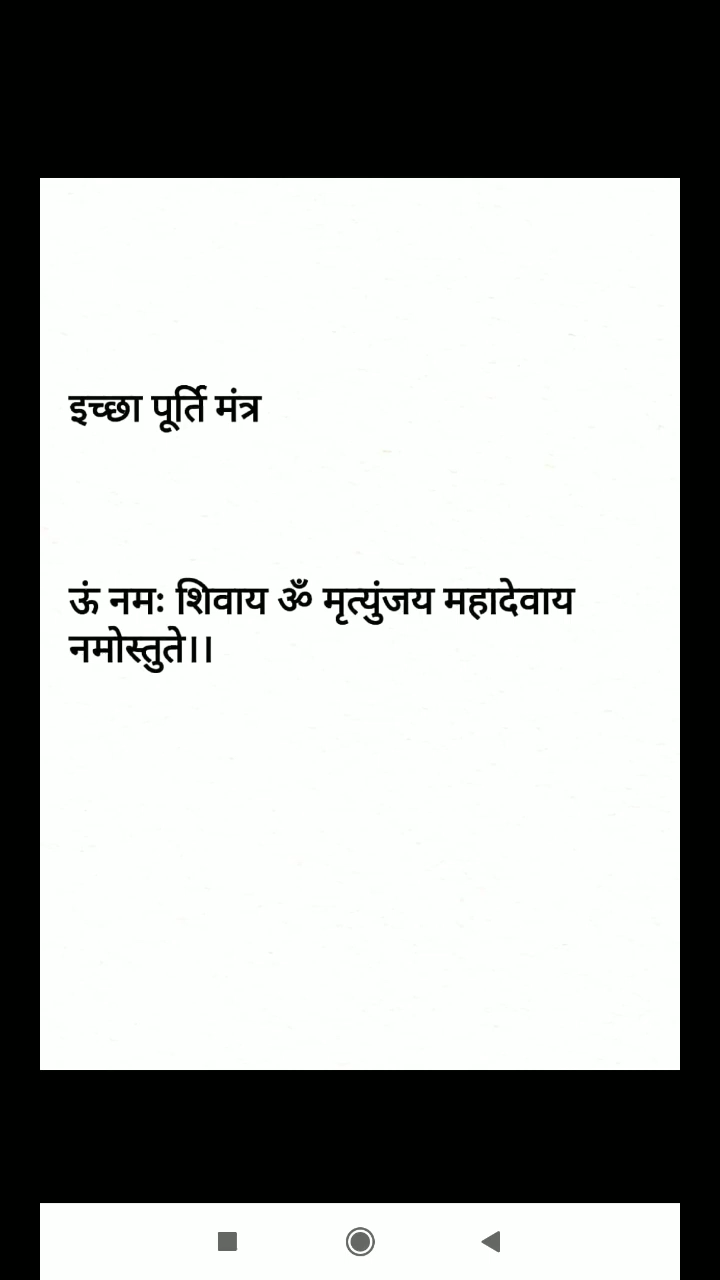 इच्छा पूर्ति मंत्र
ऊं नमः शिवाय ॐ मृत्युंजय महादेवाय
नमोस्तुते।।